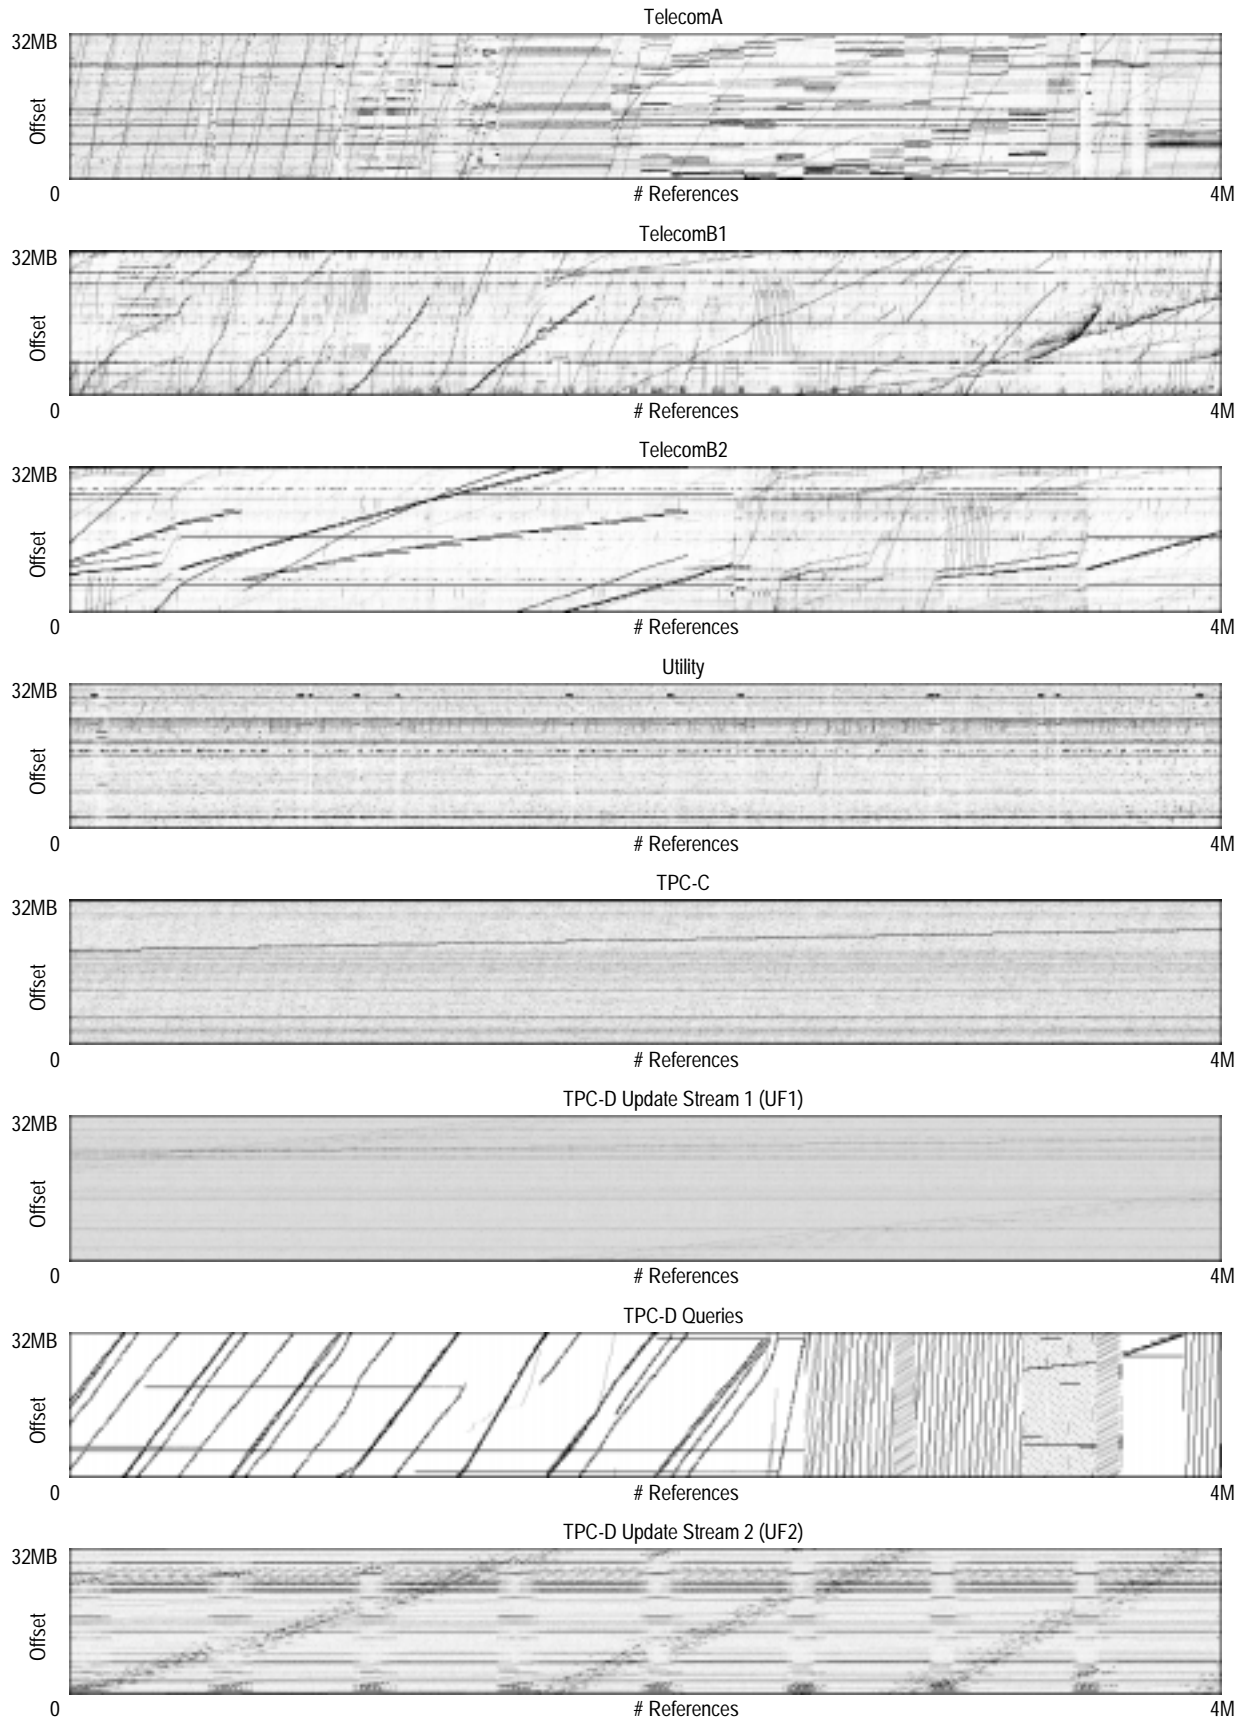 TelecomA
32MB
Offset
0 # References 4M
TelecomB1
32MB
Offset
0 # References 4M
TelecomB2
32MB
Offset
0 # References 4M
Utility
32MB
Offset
0 # References 4M
TPC-C
32MB
Offset
0 # References 4M
TPC-D Update Stream 1 (UF1)
32MB
Offset
0 # References 4M
TPC-D Queries
32MB
Offset
0 # References 4M
TPC-D Update Stream 2 (UF2)
32MB
Offset
0 # References 4M